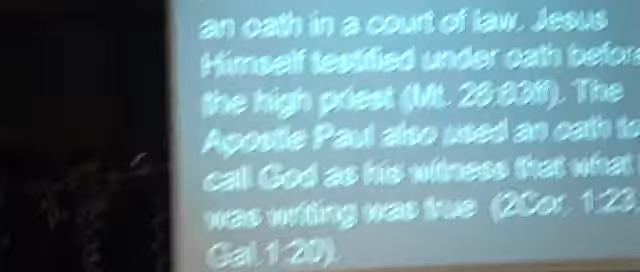 an oath in a court of law. Jesus
Himself testified under oath before
the high priest (Mt. 26:63ff). The
Apostle Paul also used an oath to
call God as his witness that what
was writing was true (2Cor. 1:23,
Gal.1:20).